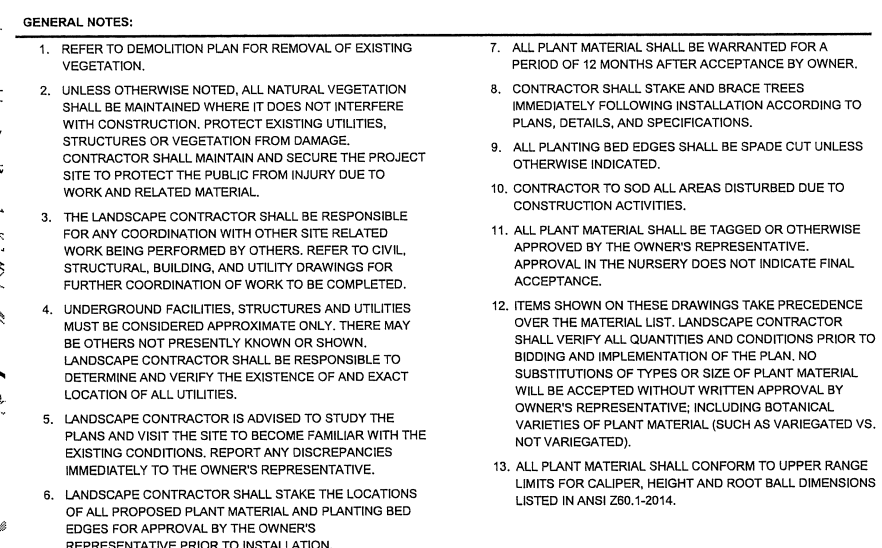 GENERAL NOTES:
1. REFER TO DEMOLITION PLAN FOR REMOVAL OF EXISTING
VEGETATION.
2. UNLESS OTHERWISE NOTED, ALL NATURAL VEGETATION
SHALL BE MAINTAINED WHERE IT DOES NOT INTERFERE
WITH CONSTRUCTION. PROTECT EXISTING UTILITIES,
STRUCTURES OR VEGETATION FROM DAMAGE.
CONTRACTOR SHALL MAINTAIN AND SECURE THE PROJECT
SITE TO PROTECT THE PUBLIC FROM INJURY DUE TO
WORK AND RELATED MATERIAL.
3. THE LANDSCAPE CONTRACTOR SHALL BE RESPONSIBLE
FOR ANY COORDINATION WITH OTHER SITE RELATED
WORK BEING PERFORMED BY OTHERS. REFER TO CIVIL,
STRUCTURAL, BUILDING, AND UTILITY DRAWINGS FOR
FURTHER COORDINATION OF WORK TO BE COMPLETED.
4. UNDERGROUND FACILITIES, STRUCTURES AND UTILITIES
MUST BE CONSIDERED APPROXIMATE ONLY. THERE MAY
BE OTHERS NOT PRESENTLY KNOWN OR SHOWN.
LANDSCAPE CONTRACTOR SHALL BE RESPONSIBLE TO
DETERMINE AND VERIFY THE EXISTENCE OF AND EXACT
LOCATION OF ALL UTILITIES.
5. LANDSCAPE CONTRACTOR IS ADVISED TO STUDY THE
PLANS AND VISIT THE SITE TO BECOME FAMILIAR WITH THE
EXISTING CONDITIONS. REPORT ANY DISCREPANCIES
IMMEDIATELY TO THE OWNER'S REPRESENTATIVE.
6. LANDSCAPE CONTRACTOR SHALL STAKE THE LOCATIONS
OF ALL PROPOSED PLANT MATERIAL AND PLANTING BED
EDGES FOR APPROVAL BY THE OWNER'S
REPRESENTATIVE PRIOR TO INSTALLATION.
7. ALL PLANT MATERIAL SHALL BE WARRANTED FOR A
PERIOD OF 12 MONTHS AFTER ACCEPTANCE BY OWNER.
8. CONTRACTOR SHALL STAKE AND BRACE TREES
IMMEDIATELY FOLLOWING INSTALLATION ACCORDING TO
PLANS, DETAILS, AND SPECIFICATIONS.
9. ALL PLANTING BED EDGES SHALL BE SPADE CUT UNLESS
OTHERWISE INDICATED.
10. CONTRACTOR TO SOD ALL AREAS DISTURBED DUE TO
CONSTRUCTION ACTIVITIES.
11. ALL PLANT MATERIAL SHALL BE TAGGED OR OTHERWISE
APPROVED BY THE OWNER'S REPRESENTATIVE.
APPROVAL IN THE NURSERY DOES NOT INDICATE FINAL
ACCEPTANCE.
12. ITEMS SHOWN ON THESE DRAWINGS TAKE PRECEDENCE
OVER THE MATERIAL LIST. LANDSCAPE CONTRACTOR
SHALL VERIFY ALL QUANTITIES AND CONDITIONS PRIOR TO
BIDDING AND IMPLEMENTATION OF THE PLAN. NO
SUBSTITUTIONS OF TYPES OR SIZE OF PLANT MATERIAL
WILL BE ACCEPTED WITHOUT WRITTEN APPROVAL BY
OWNER'S REPRESENTATIVE; INCLUDING BOTANICAL
VARIETIES OF PLANT MATERIAL (SUCH AS VARIEGATED VS.
NOT VARIEGATED).
13. ALL PLANT MATERIAL SHALL CONFORM TO UPPER RANGE
LIMITS FOR CALIPER, HEIGHT AND ROOT BALL DIMENSIONS
LISTED IN ANSI Z60.1-2014.